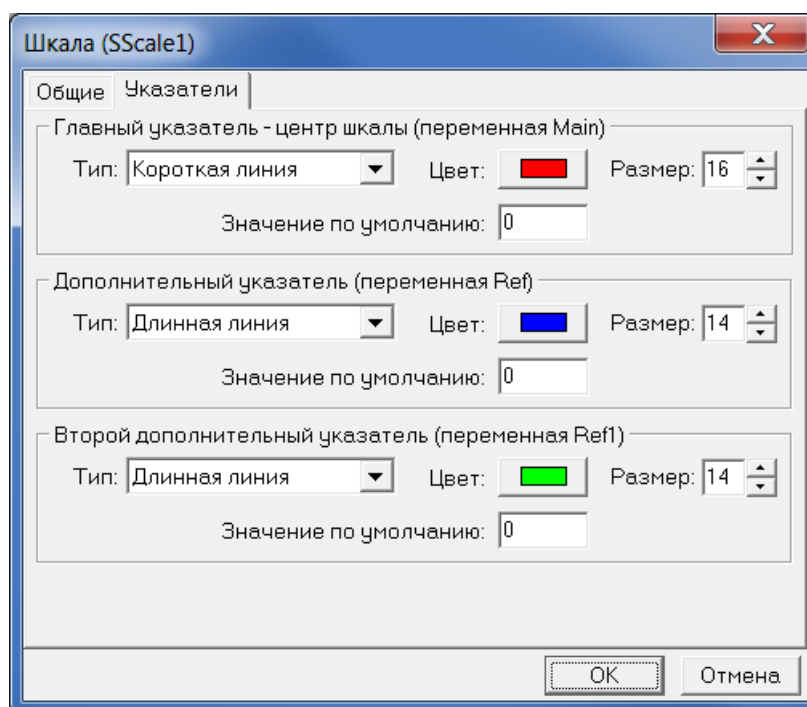 Шкала (SScale1)
Общие Указатели
Главный указатель - центр шкалы (переменная Main)
Тип: Короткая линия Цвет: Размер: 16
Значение по умолчанию: 0
Дополнительный указатель (переменная Ref)
Тип: Длинная линия Цвет: Размер: 14
Значение по умолчанию: 0
Второй дополнительный указатель (переменная Ref1)
Тип: Длинная линия Цвет: Размер: 14
Значение по умолчанию: 0
OK Отмена